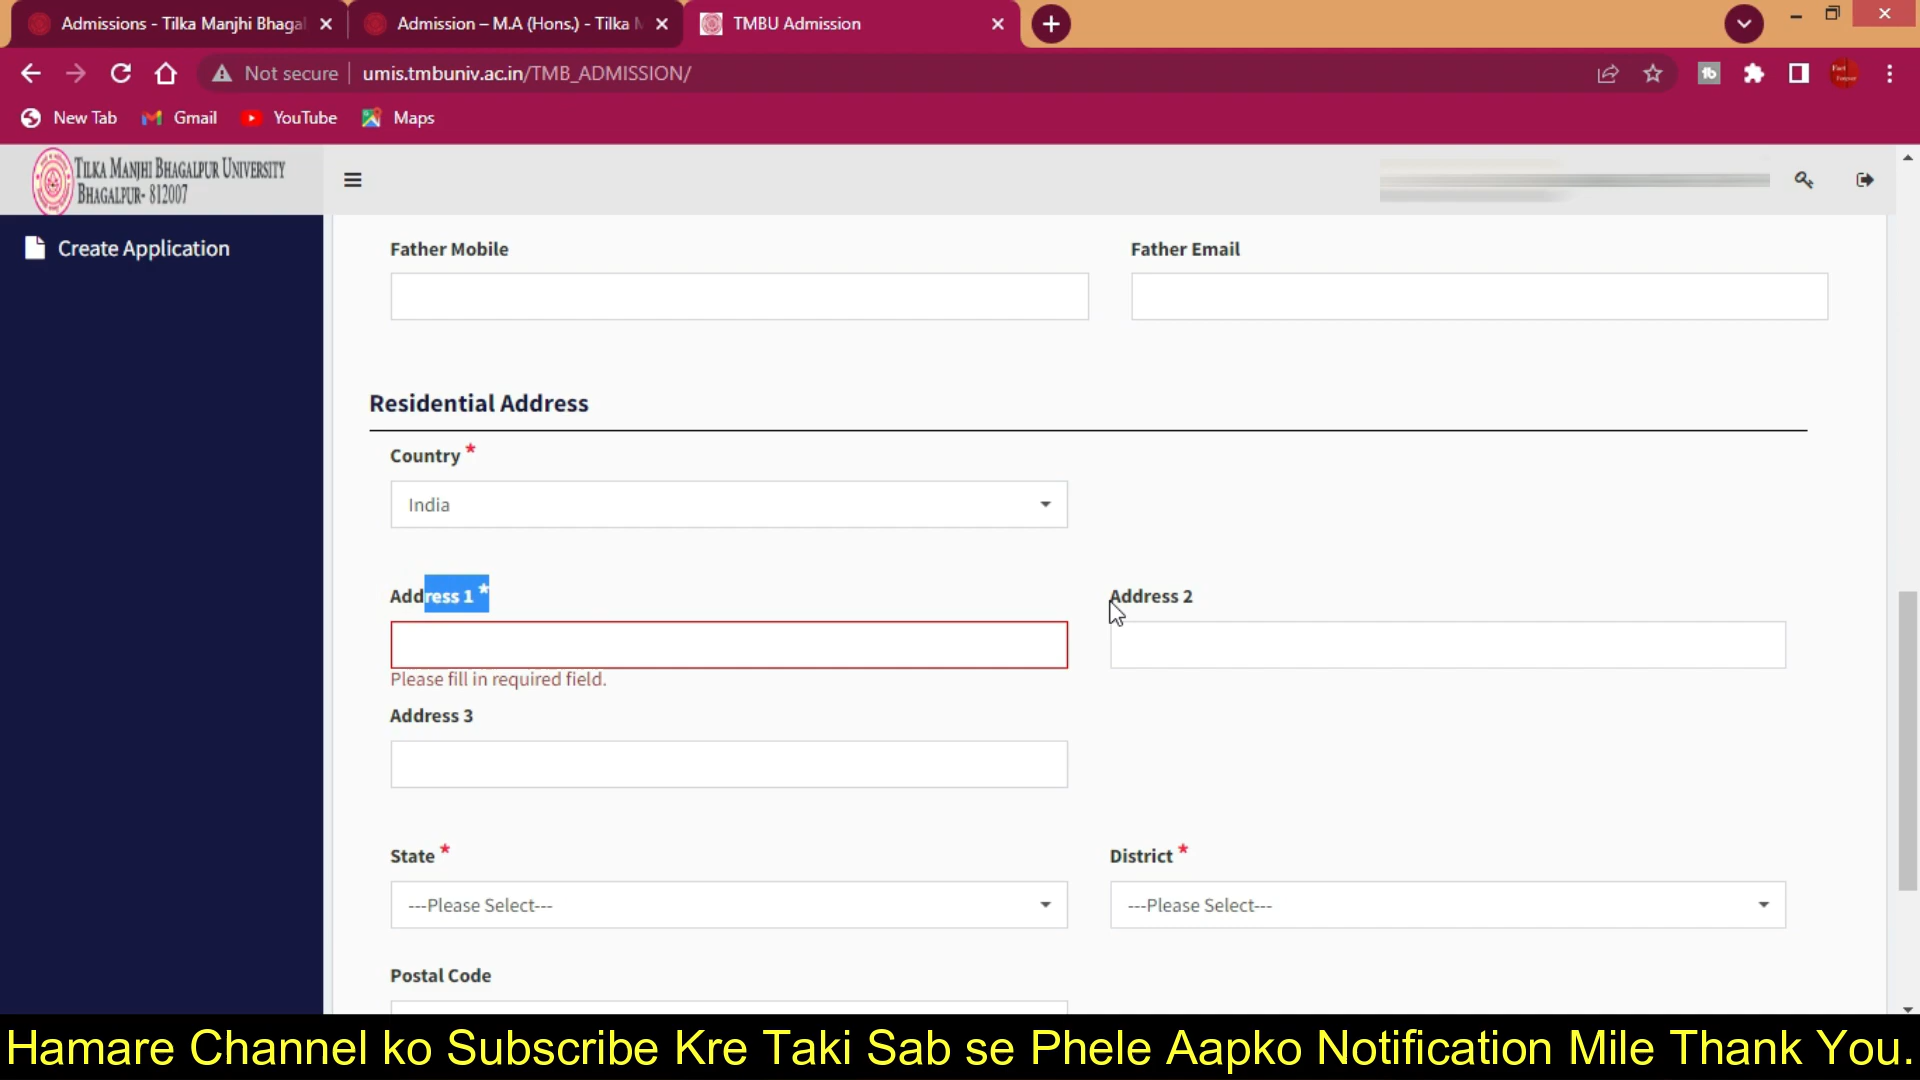 Admissions - Tilka Manjhi Bhagal
Admission – M.A (Hons.) - Tilka M
TMBU Admission
Not secure
umis.tmbuniv.ac.in/TMB_ADMISSION/
New Tab
Gmail
YouTube
Maps
TILKA MANJHI BHAGALPUR UNIVERSITY
BHAGALPUR- 812007
Create Application
Father Mobile
Father Email
Residential Address
Country *
India
Address 1 *
Address 2
Please fill in required field.
Address 3
State *
District *
---Please Select---
---Please Select---
Postal Code
Hamare Channel ko Subscribe Kre Taki Sab se Phele Aapko Notification Mile Thank You.